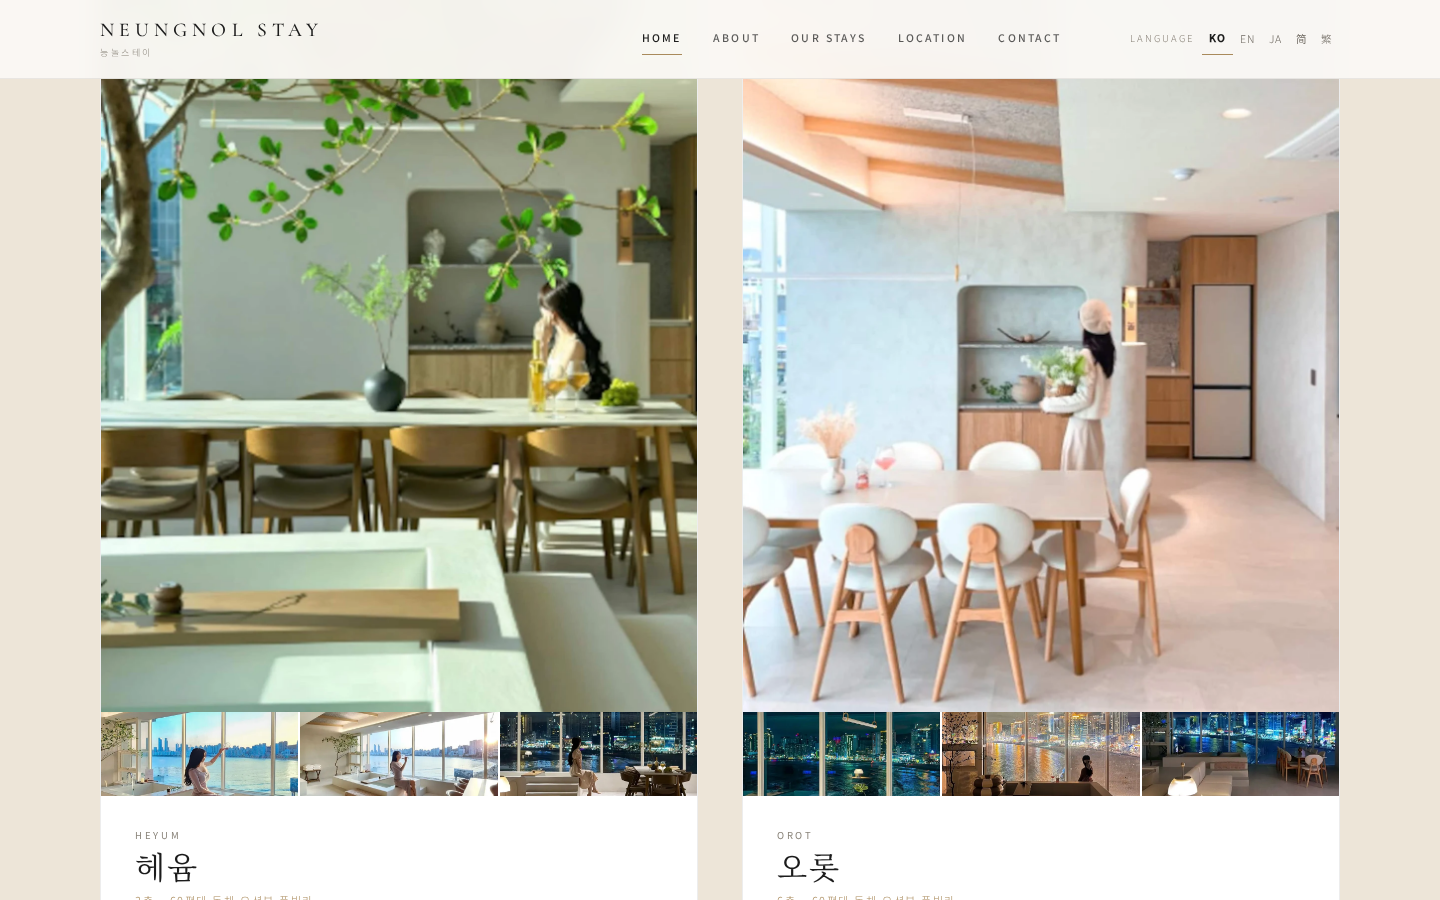 NEUNGNOL STAY
능놀스테이
HOME ABOUT OUR STAYS LOCATION CONTACT
LANGUAGE KO EN JA 简 繁
HEYUM
헤윰
OROT
오롯